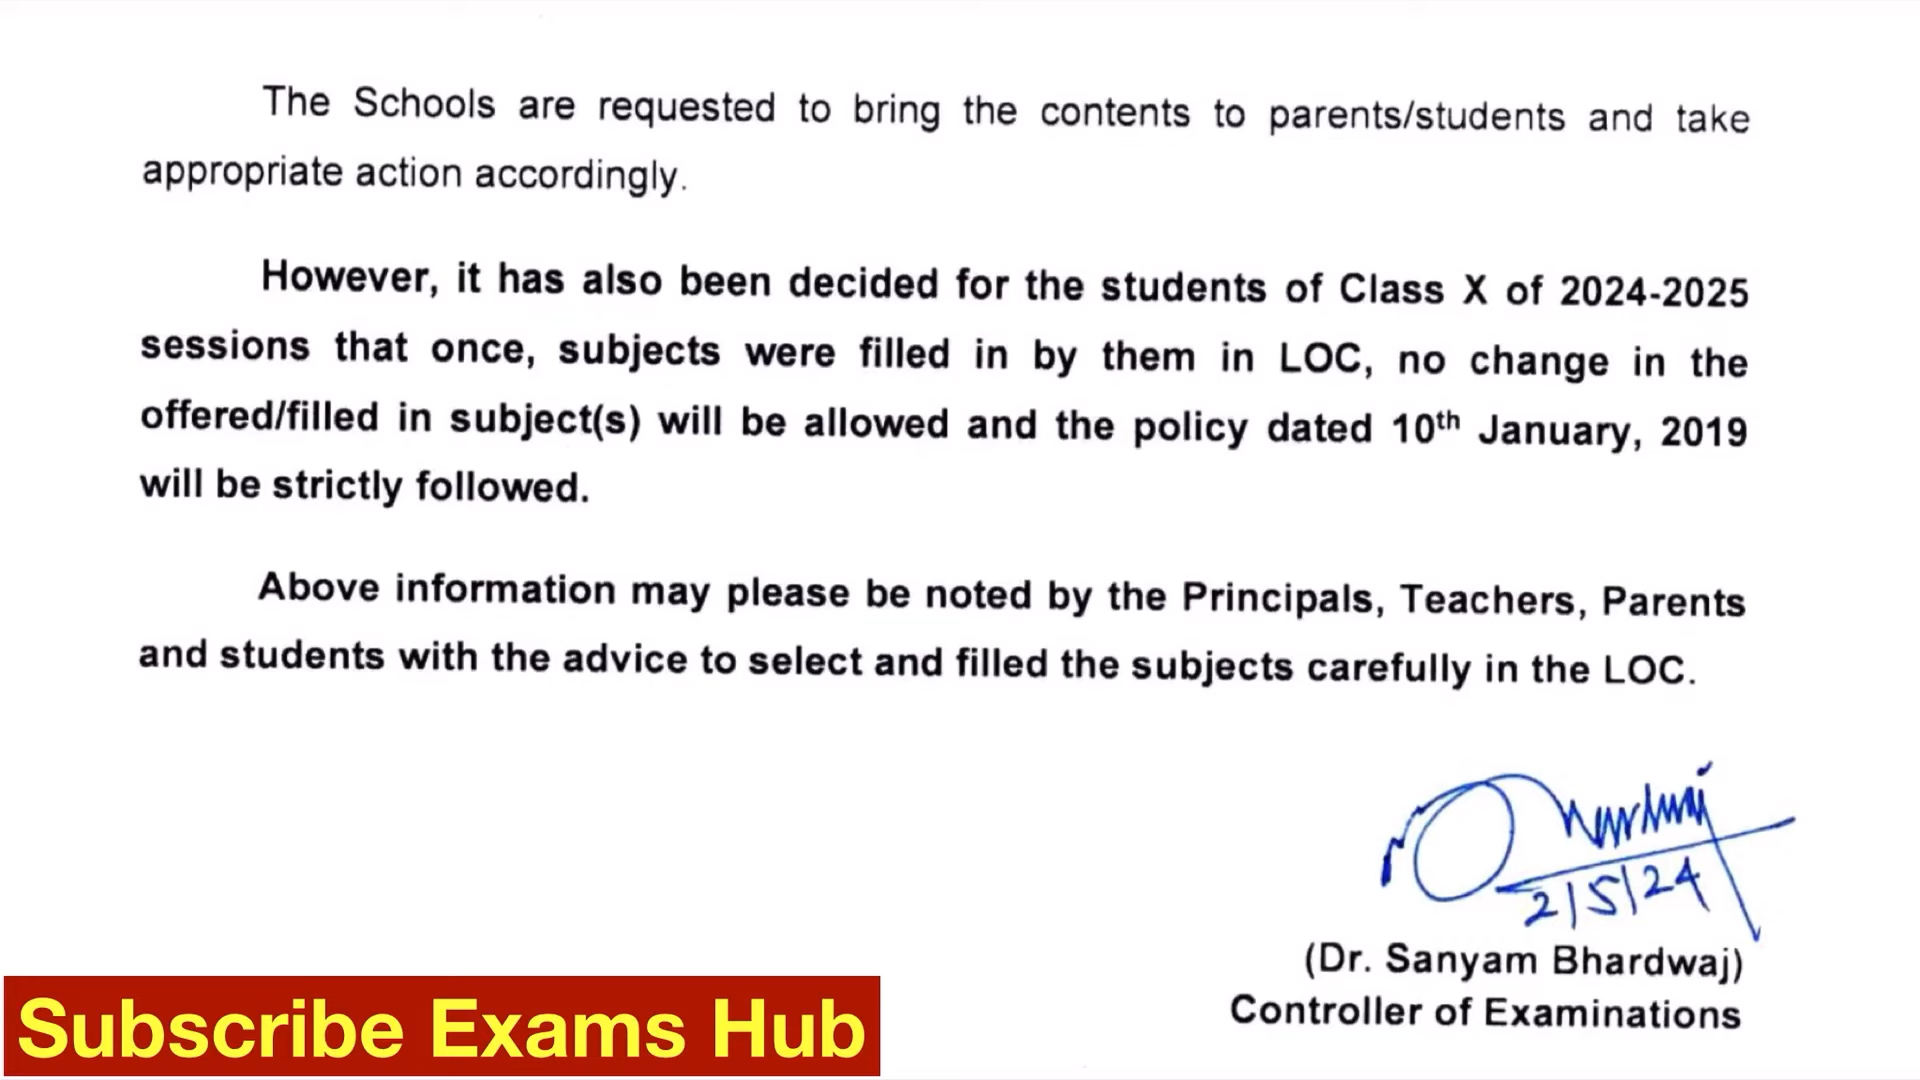 The Schools are requested to bring the contents to parents/students and take
appropriate action accordingly.
However, it has also been decided for the students of Class X of 2024-2025
sessions that once, subjects were filled in by them in LOC, no change in the
offered/filled in subject(s) will be allowed and the policy dated 10th January, 2019
will be strictly followed.
Above information may please be noted by the Principals, Teachers, Parents
and students with the advice to select and filled the subjects carefully in the LOC.
2/5/24
(Dr. Sanyam Bhardwaj)
Controller of Examinations
Subscribe Exams Hub